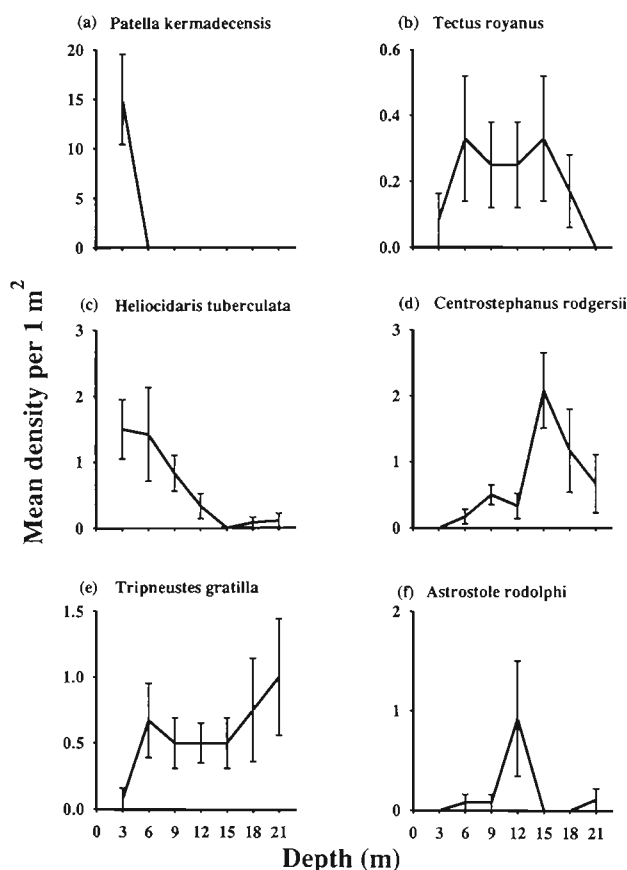 (a) Patella kermadecensis
20
15
10
5
0
(b) Tectus royanus
0.6
0.4
0.2
0.0
Mean density per 1 m²
(c) Heliocidaris tuberculata
3
2
1
0
(d) Centrostephanus rodgersii
3
2
1
0
(e) Tripneustes gratilla
1.5
1.0
0.5
0.0
0 3 6 9 12 15 18 21
(f) Astrostole rodolphi
2
1
0
0 3 6 9 12 15 18 21
Depth (m)